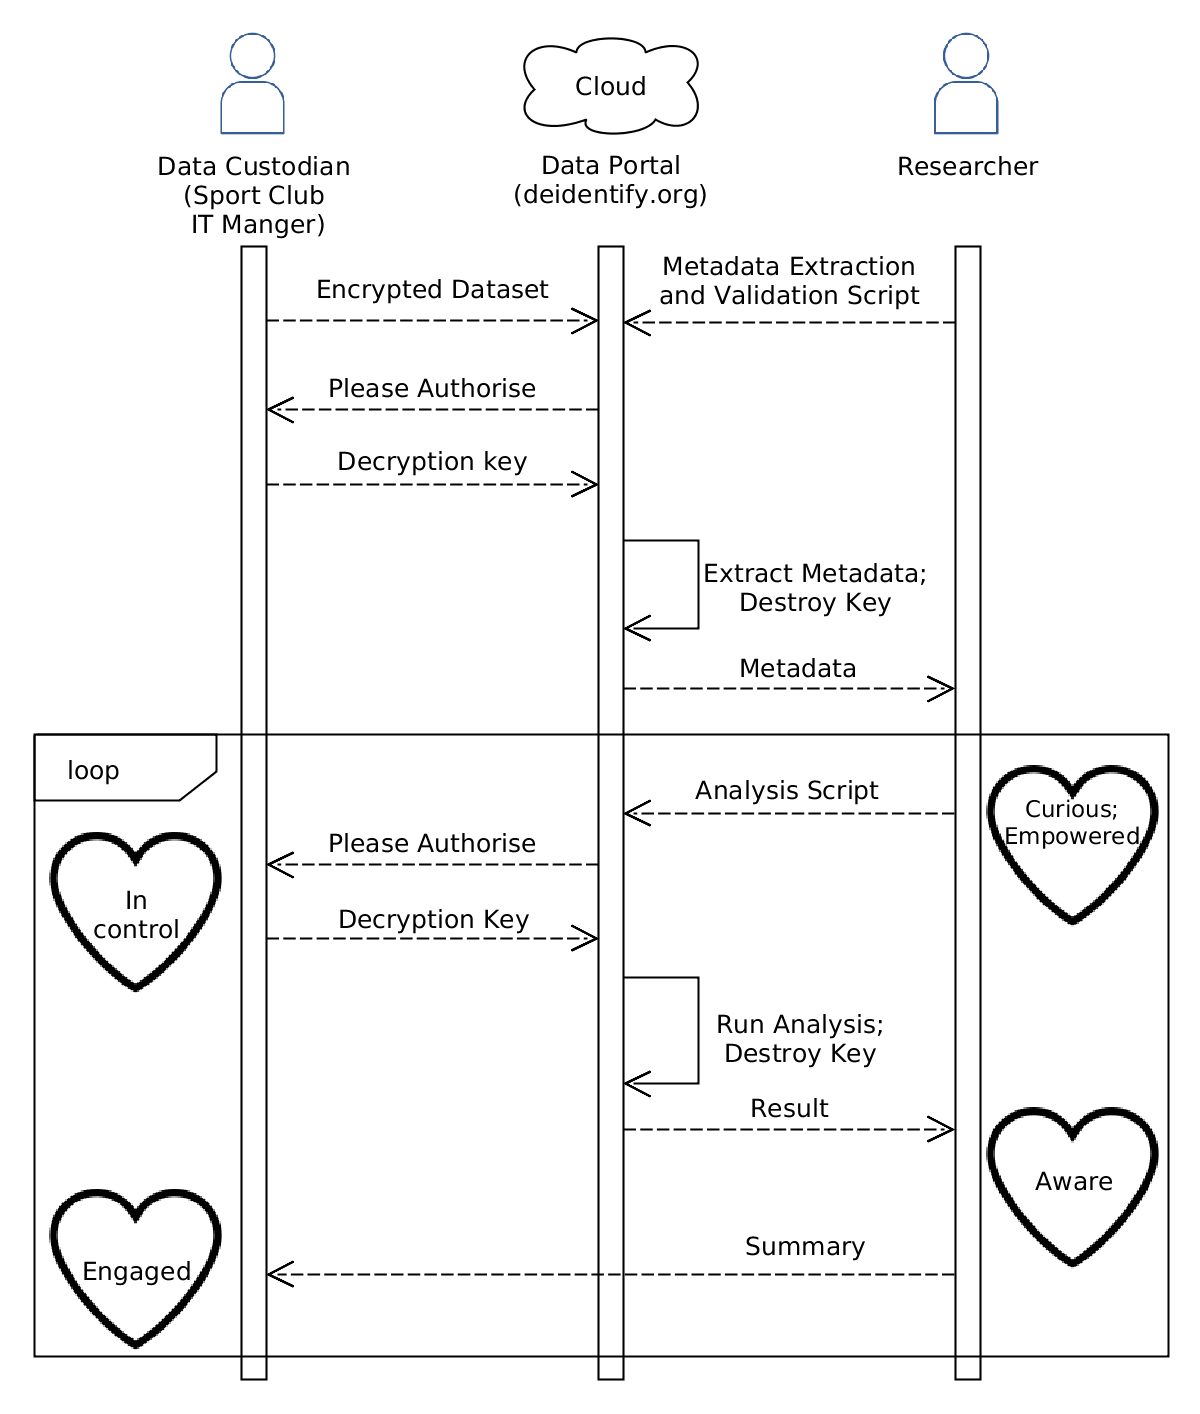 Cloud
Data Custodian
(Sport Club
IT Manger)
Data Portal
(deidentify.org)
Researcher
Encrypted Dataset
Metadata Extraction
and Validation Script
Please Authorise
Decryption key
Extract Metadata;
Destroy Key
Metadata
loop
Analysis Script
Curious;
Empowered
Please Authorise
In
control
Decryption Key
Run Analysis;
Destroy Key
Result
Aware
Summary
Engaged